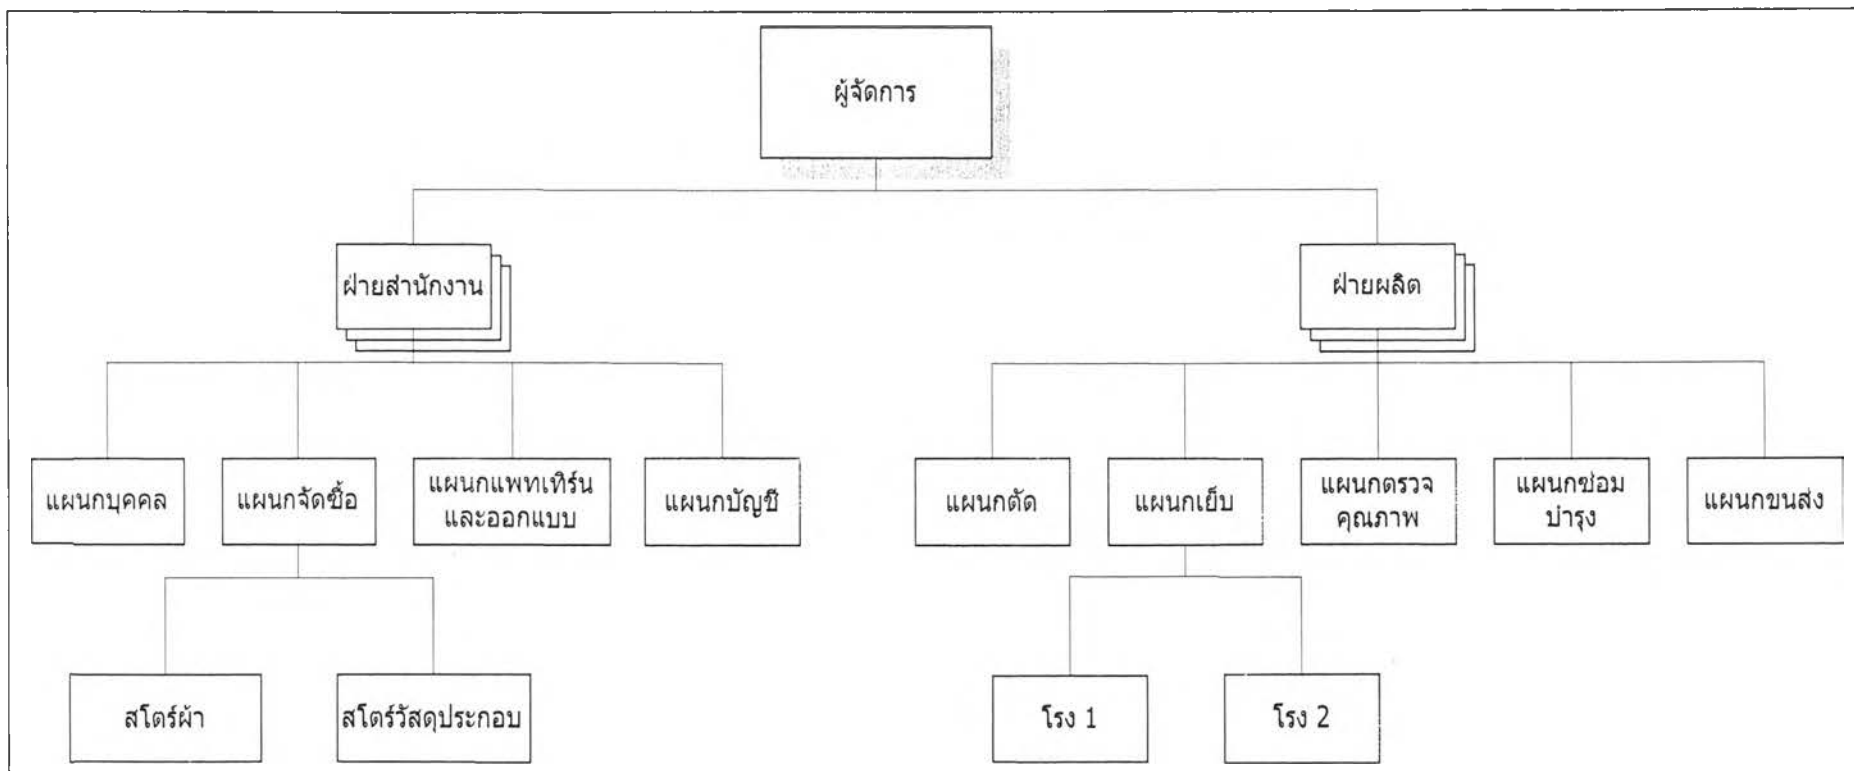 ผู้จัดการ
ฝ่ายสำนักงาน
ฝ่ายผลิต
แผนกบุคคล
แผนกจัดซื้อ
แผนกแพทเทิร์น
และออกแบบ
แผนกบัญชี
แผนกตัด
แผนกเย็บ
แผนกตรวจ
คุณภาพ
แผนกซ่อม
บำรุง
แผนกขนส่ง
สโตร์ผ้า
สโตร์วัสดุประกอบ
โรง 1
โรง 2